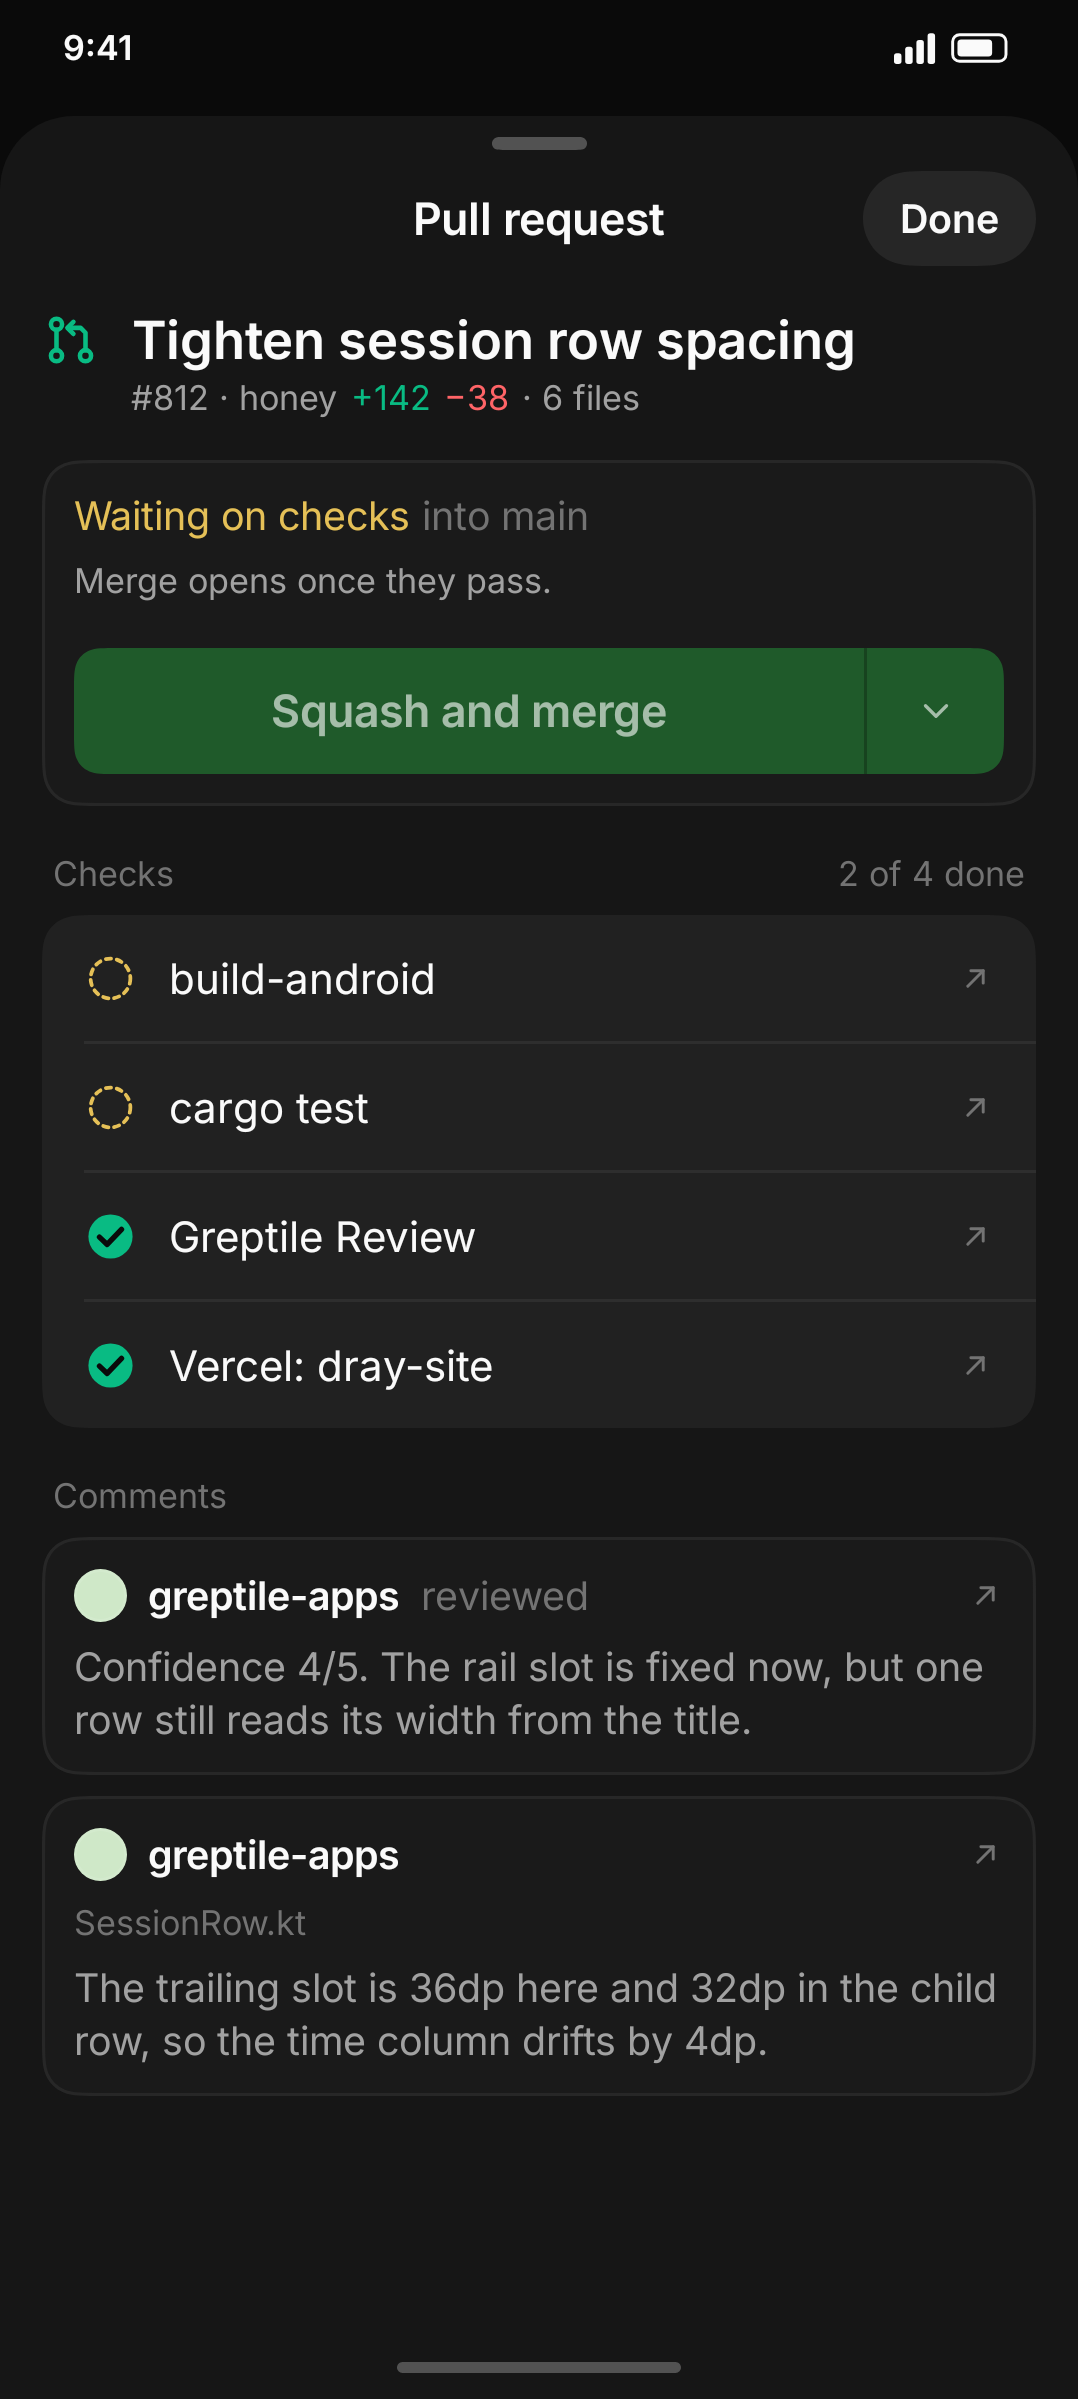 9:41
Pull request
Done
Tighten session row spacing
#812 · honey +142 −38 · 6 files
Waiting on checks into main
Merge opens once they pass.
Squash and merge
Checks
2 of 4 done
build-android
cargo test
Greptile Review
Vercel: dray-site
Comments
greptile-apps reviewed
Confidence 4/5. The rail slot is fixed now, but one
row still reads its width from the title.
greptile-apps
SessionRow.kt
The trailing slot is 36dp here and 32dp in the child
row, so the time column drifts by 4dp.